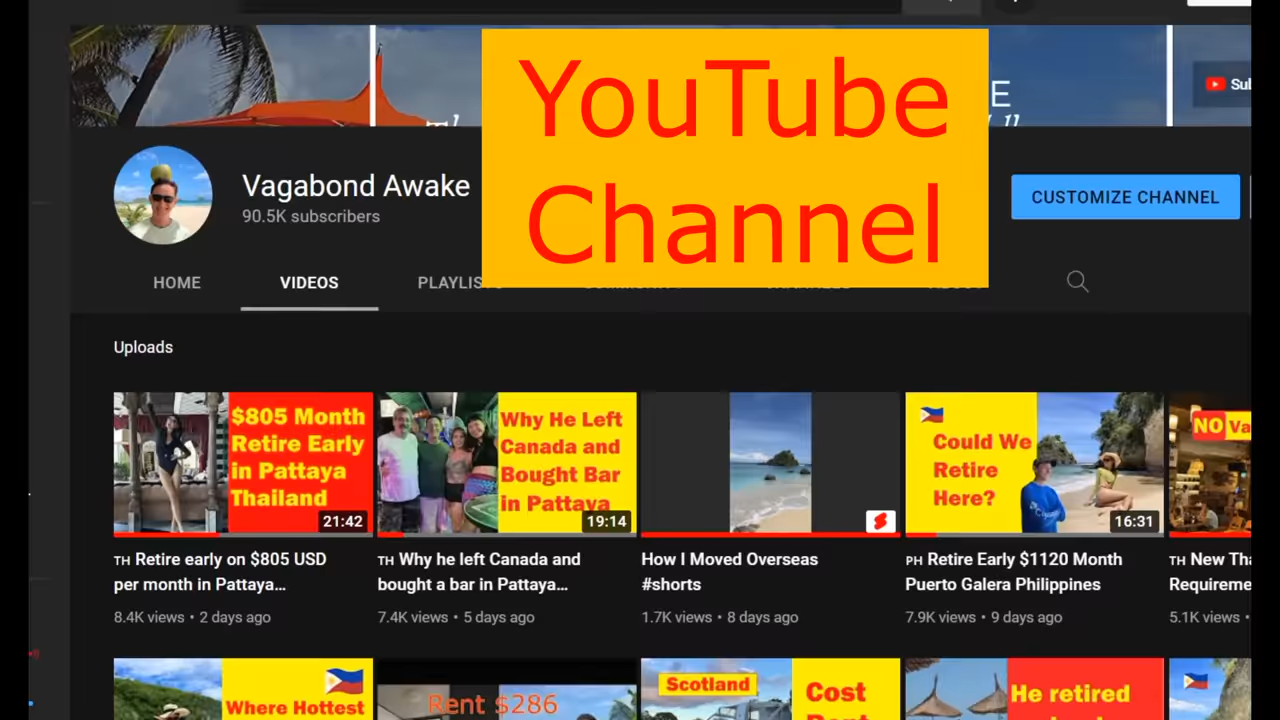 YouTube
Channel
E
Vagabond Awake
90.5K subscribers
CUSTOMIZE CHANNEL
HOME
VIDEOS
Uploads
$805 Month
Retire Early
in Pattaya
Thailand
21:42
Why He Left
Canada and
Bought Bar
in Pattaya
19:14
Could We
Retire
Here?
16:31
NO
TH Retire early on $805 USD
per month in Pattaya...
8.4K views • 2 days ago
TH Why he left Canada and
bought a bar in Pattaya...
7.4K views • 5 days ago
How I Moved Overseas
#shorts
1.7K views • 8 days ago
PH Retire Early $1120 Month
Puerto Galera Philippines
7.9K views • 9 days ago
TH New
5.1K views •
Where Hottest
Rent $286
Scotland
Cost
He retired